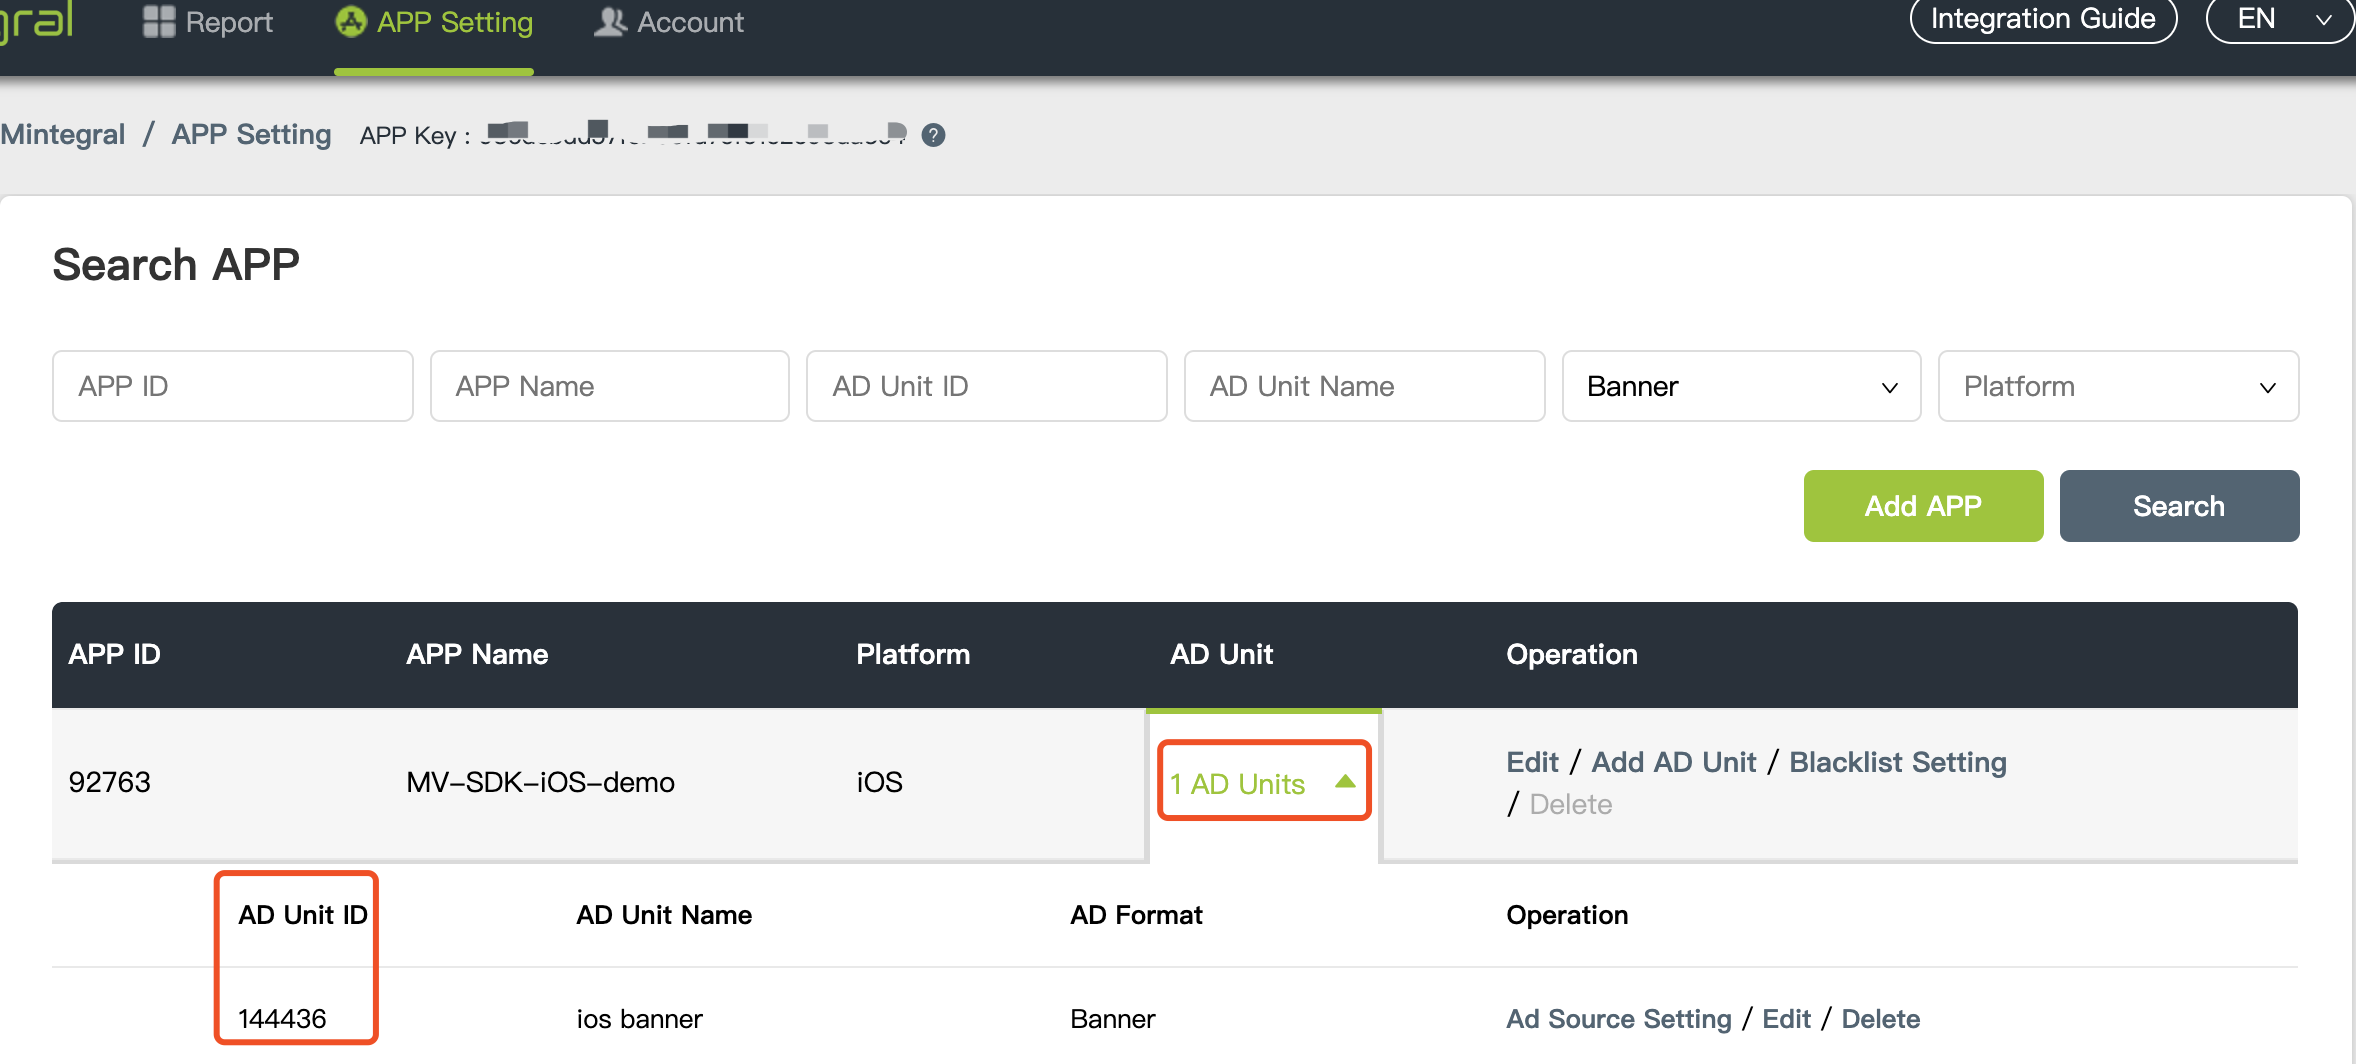 gral Report APP Setting Account Integration Guide EN
Mintegral / APP Setting APP Key : ?
Search APP
APP ID APP Name AD Unit ID AD Unit Name Banner Platform
Add APP Search
APP ID APP Name Platform AD Unit Operation
92763 MV-SDK-iOS-demo iOS 1 AD Units Edit / Add AD Unit / Blacklist Setting
/ Delete
AD Unit ID AD Unit Name AD Format Operation
144436 ios banner Banner Ad Source Setting / Edit / Delete